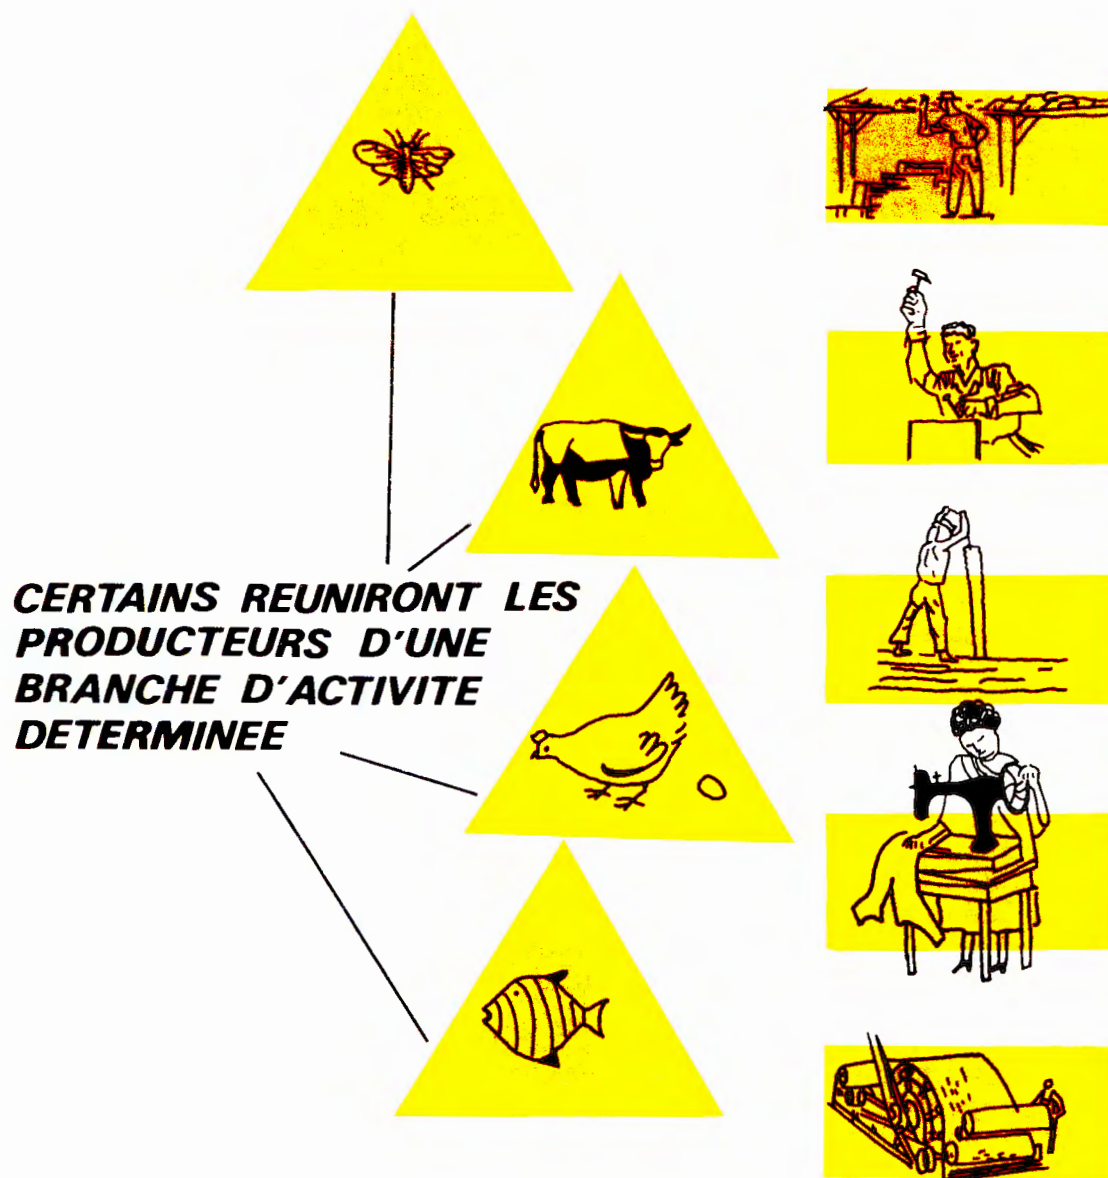 CERTAINS REUNIRONT LES
PRODUCTEURS D'UNE
BRANCHE D'ACTIVITE
DETERMINEE